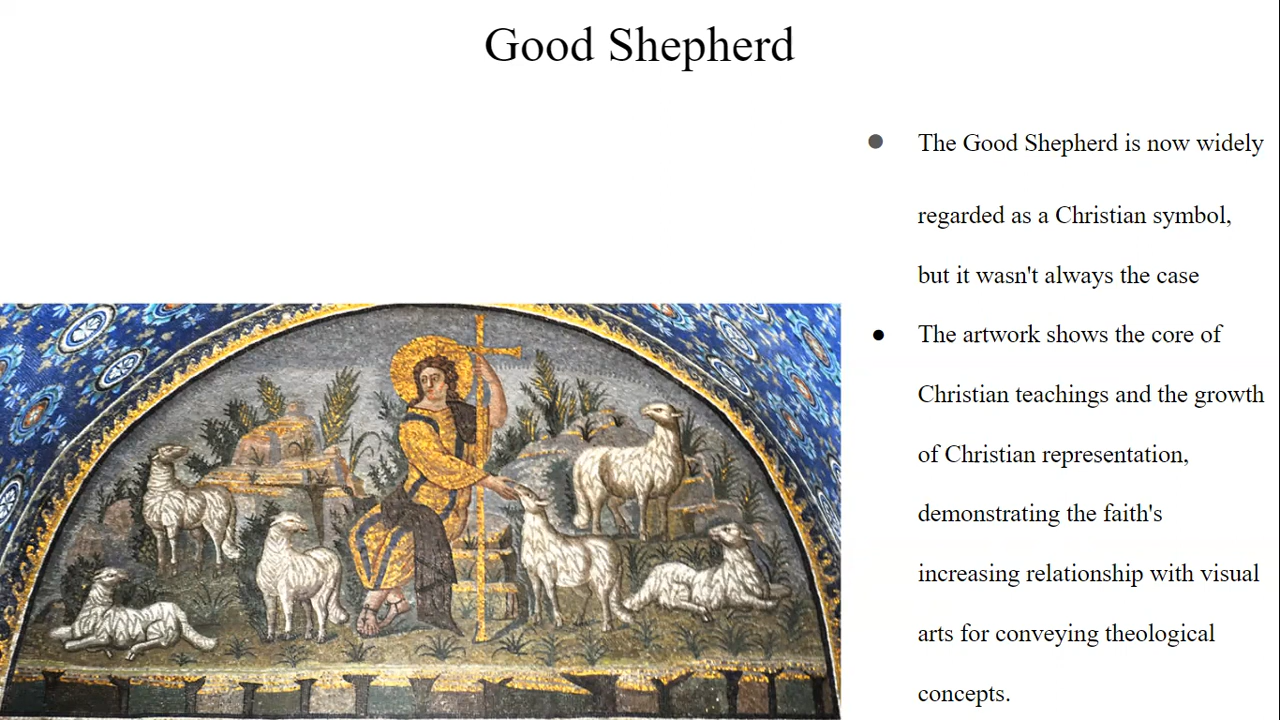 Good Shepherd
● The Good Shepherd is now widely
regarded as a Christian symbol,
but it wasn't always the case
● The artwork shows the core of
Christian teachings and the growth
of Christian representation,
demonstrating the faith's
increasing relationship with visual
arts for conveying theological
concepts.